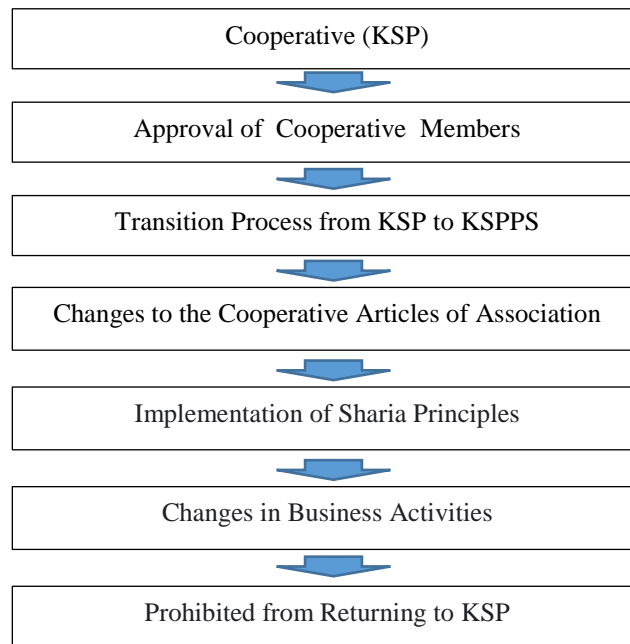 Cooperative (KSP)
Approval of Cooperative Members
Transition Process from KSP to KSPPS
Changes to the Cooperative Articles of Association
Implementation of Sharia Principles
Changes in Business Activities
Prohibited from Returning to KSP